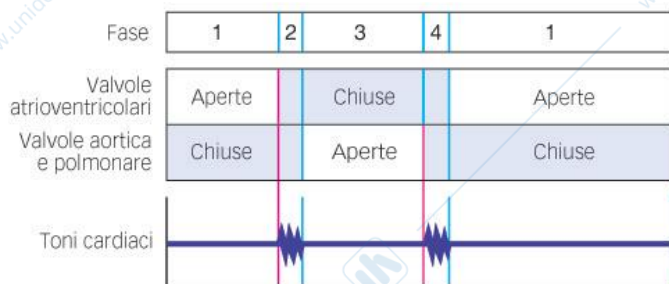 Fase 1 2 3 4 1
Valvole
atrioventricolari Aperte Chiuse Aperte
Valvole aortica
e polmonare Chiuse Aperte Chiuse
Toni cardiaci